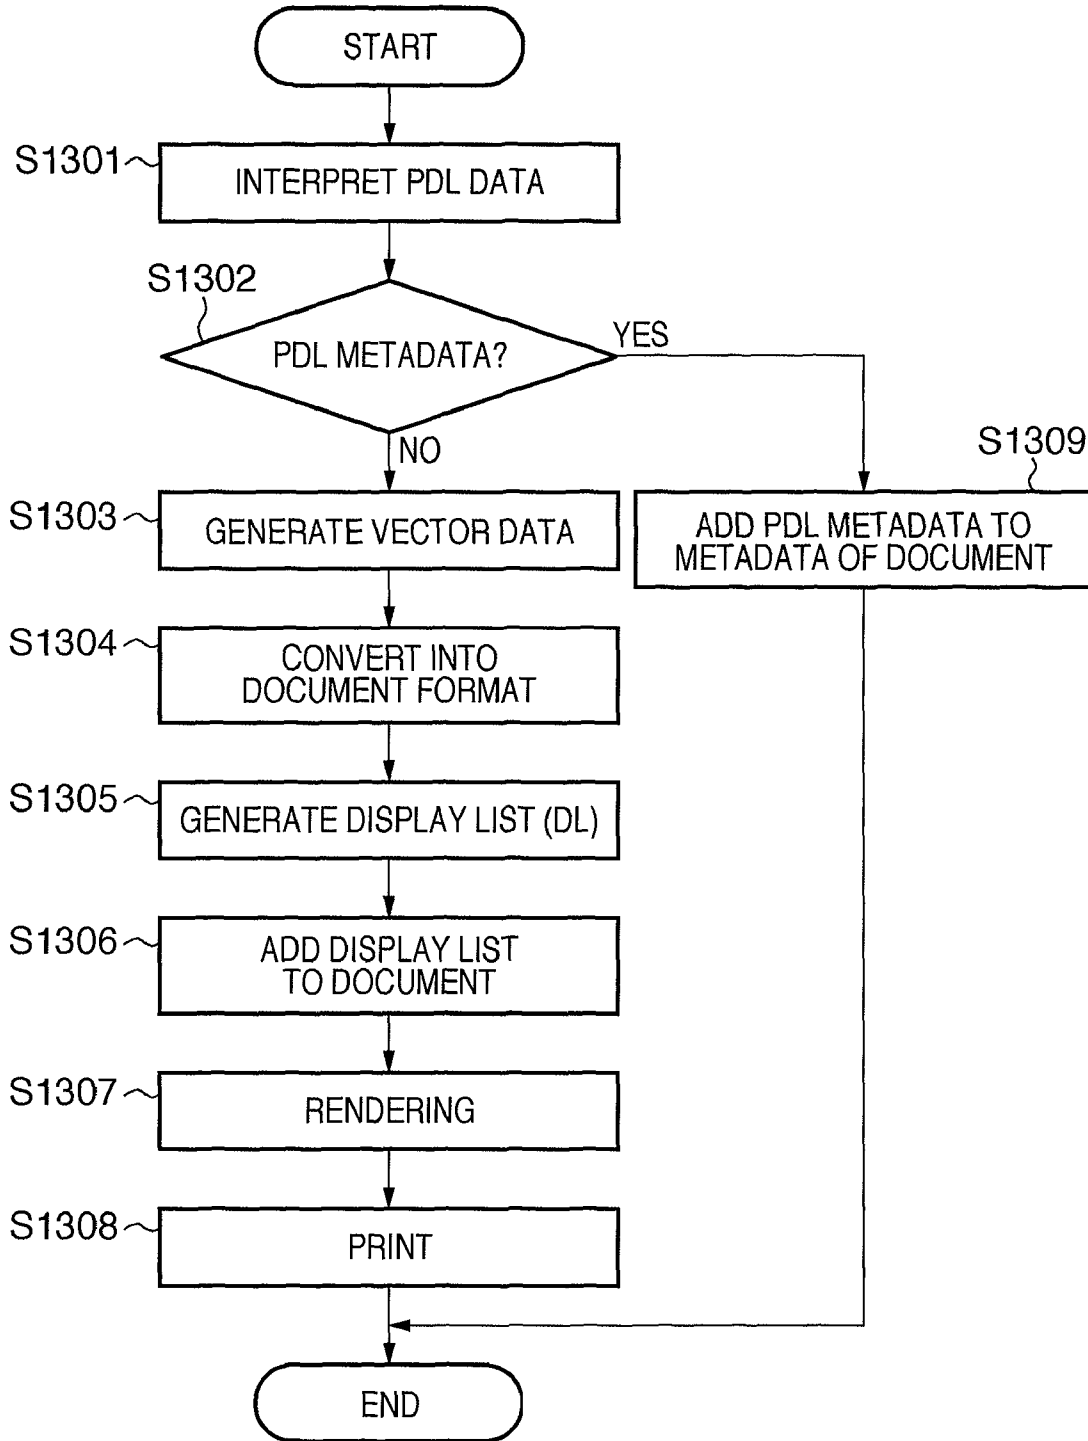 START
S1301
INTERPRET PDL DATA
S1302
PDL METADATA?
YES
NO
S1309
ADD PDL METADATA TO
METADATA OF DOCUMENT
S1303
GENERATE VECTOR DATA
S1304
CONVERT INTO
DOCUMENT FORMAT
S1305
GENERATE DISPLAY LIST (DL)
S1306
ADD DISPLAY LIST
TO DOCUMENT
S1307
RENDERING
S1308
PRINT
END